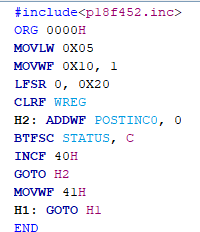 #include<p18f452.inc>
ORG 0000H
MOVLW 0X05
MOVWF 0X10, 1
LFSR 0, 0X20
CLRF WREG
H2: ADDWF POSTINC0, 0
BTFSC STATUS, C
INCF 40H
GOTO H2
MOVWF 41H
H1: GOTO H1
END